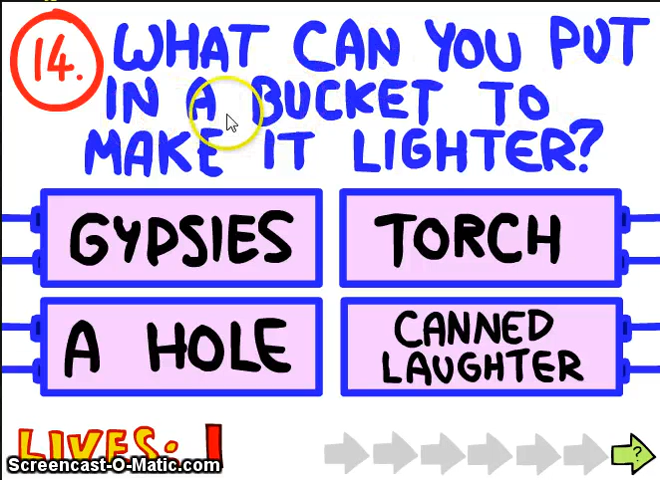 14.
WHAT CAN YOU PUT
IN A BUCKET TO
MAKE IT LIGHTER?
GYPSIES
TORCH
A HOLE
CANNED
LAUGHTER
LIVES: 1
?
Screencast-O-Matic.com